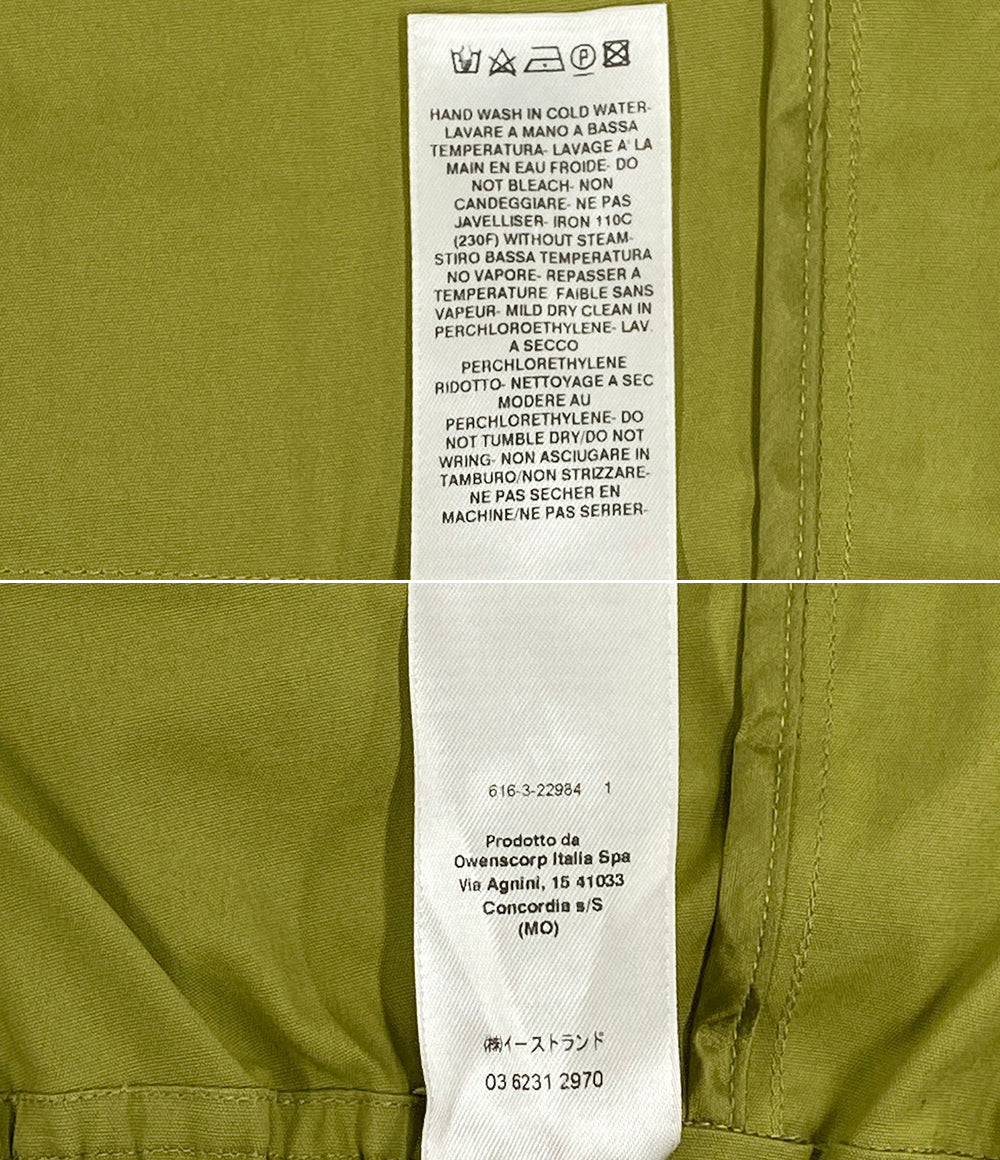 HAND WASH IN COLD WATER-
LAVARE A MANO A BASSA
TEMPERATURA- LAVAGE A' LA
MAIN EN EAU FROIDE- DO
NOT BLEACH- NON
CANDEGGIARE- NE PAS
JAVELLISER- IRON 110C
(230F) WITHOUT STEAM-
STIRO BASSA TEMPERATURA
NO VAPORE- REPASSER A
TEMPERATURE FAIBLE SANS
VAPEUR- MILD DRY CLEAN IN
PERCHLOROETHYLENE- LAV.
A SECCO
PERCHLORETHYLENE
RIDOTTO- NETTOYAGE A SEC
MODERE AU
PERCHLORETHYLENE- DO
NOT TUMBLE DRY/DO NOT
WRING- NON ASCIUGARE IN
TAMBURO/NON STRIZZARE-
NE PAS SECHER EN
MACHINE/NE PAS SERRER-
616-3-22984 1
Prodotto da
Owenscorp Italia Spa
Via Agnini, 15 41033
Concordia s/S
(MO)
㈱イーストランド
03 6231 2970